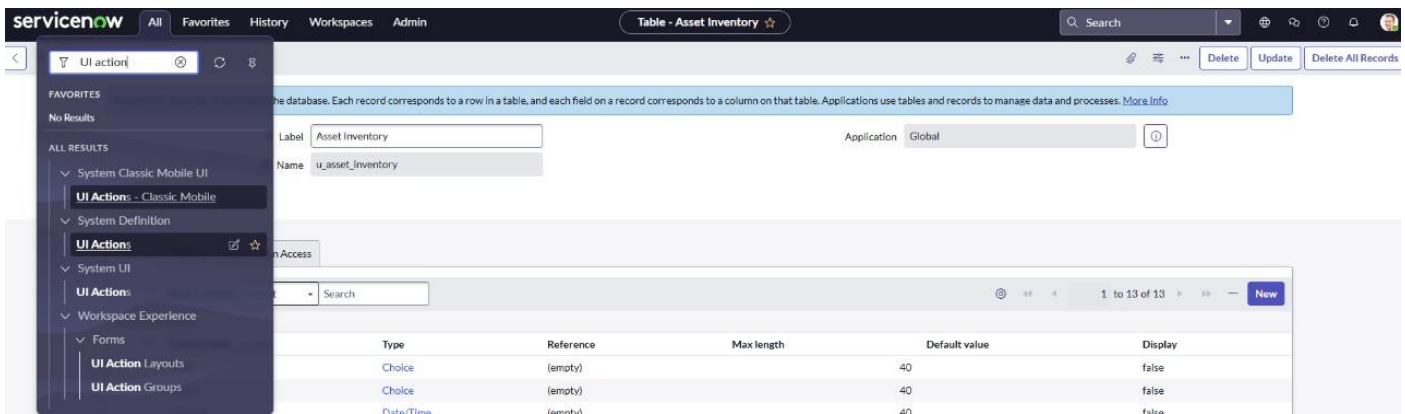 servicenow All Favorites History Workspaces Admin Table - Asset Inventory Search
UI action Delete Update Delete All Records
FAVORITES
he database. Each record corresponds to a row in a table, and each field on a record corresponds to a column on that table. Applications use tables and records to manage data and processes. More Info
No Results
Label Asset Inventory Application Global
ALL RESULTS
Name u_asset_inventory
System Classic Mobile UI
UI Actions - Classic Mobile
System Definition
UI Actions
n Access
System UI
UI Actions
Search 1 to 13 of 13 New
Workspace Experience
Forms
Type Reference Max length Default value Display
UI Action Layouts
Choice (empty) 40 false
UI Action Groups
Choice (empty) 40 false
Date/Time (empty) 40 false